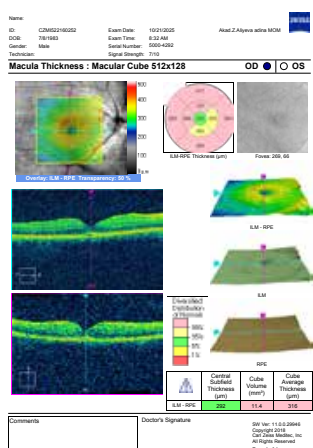 Name:
ZEISS
ID: CZMI522160252 Exam Date: 10/21/2025 Akad.Z.Aliyeva adina MOM
DOB: 7/8/1983 Exam Time: 8:32 AM
Gender: Male Serial Number: 5000-4292
Technician: Signal Strength: 7/10
Macula Thickness : Macular Cube 512x128 OD OS
500
400
300
200
100
0 µm
Overlay: ILM - RPE Transparency: 50 %
ILM-RPE Thickness (µm)
Fovea: 269, 66
ILM - RPE
ILM
RPE
Diversified
Distribution
of Normals
99%
95%
5%
1%
Central Subfield Thickness (µm)
Cube Volume (mm³)
Cube Average Thickness (µm)
ILM - RPE 292 11.4 316
Comments
Doctor's Signature
SW Ver: 11.0.0.29946
Copyright 2018
Carl Zeiss Meditec, Inc
All Rights Reserved